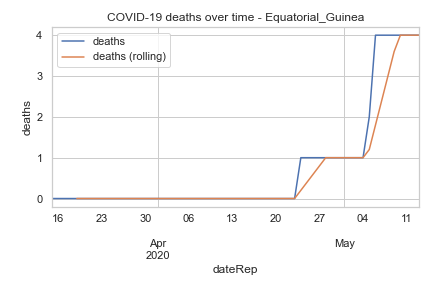 COVID-19 deaths over time - Equatorial_Guinea
deaths
deaths (rolling)
deaths
4
3
2
1
0
16 23 30 06 13 20 27 04 11
Apr May
2020
dateRep